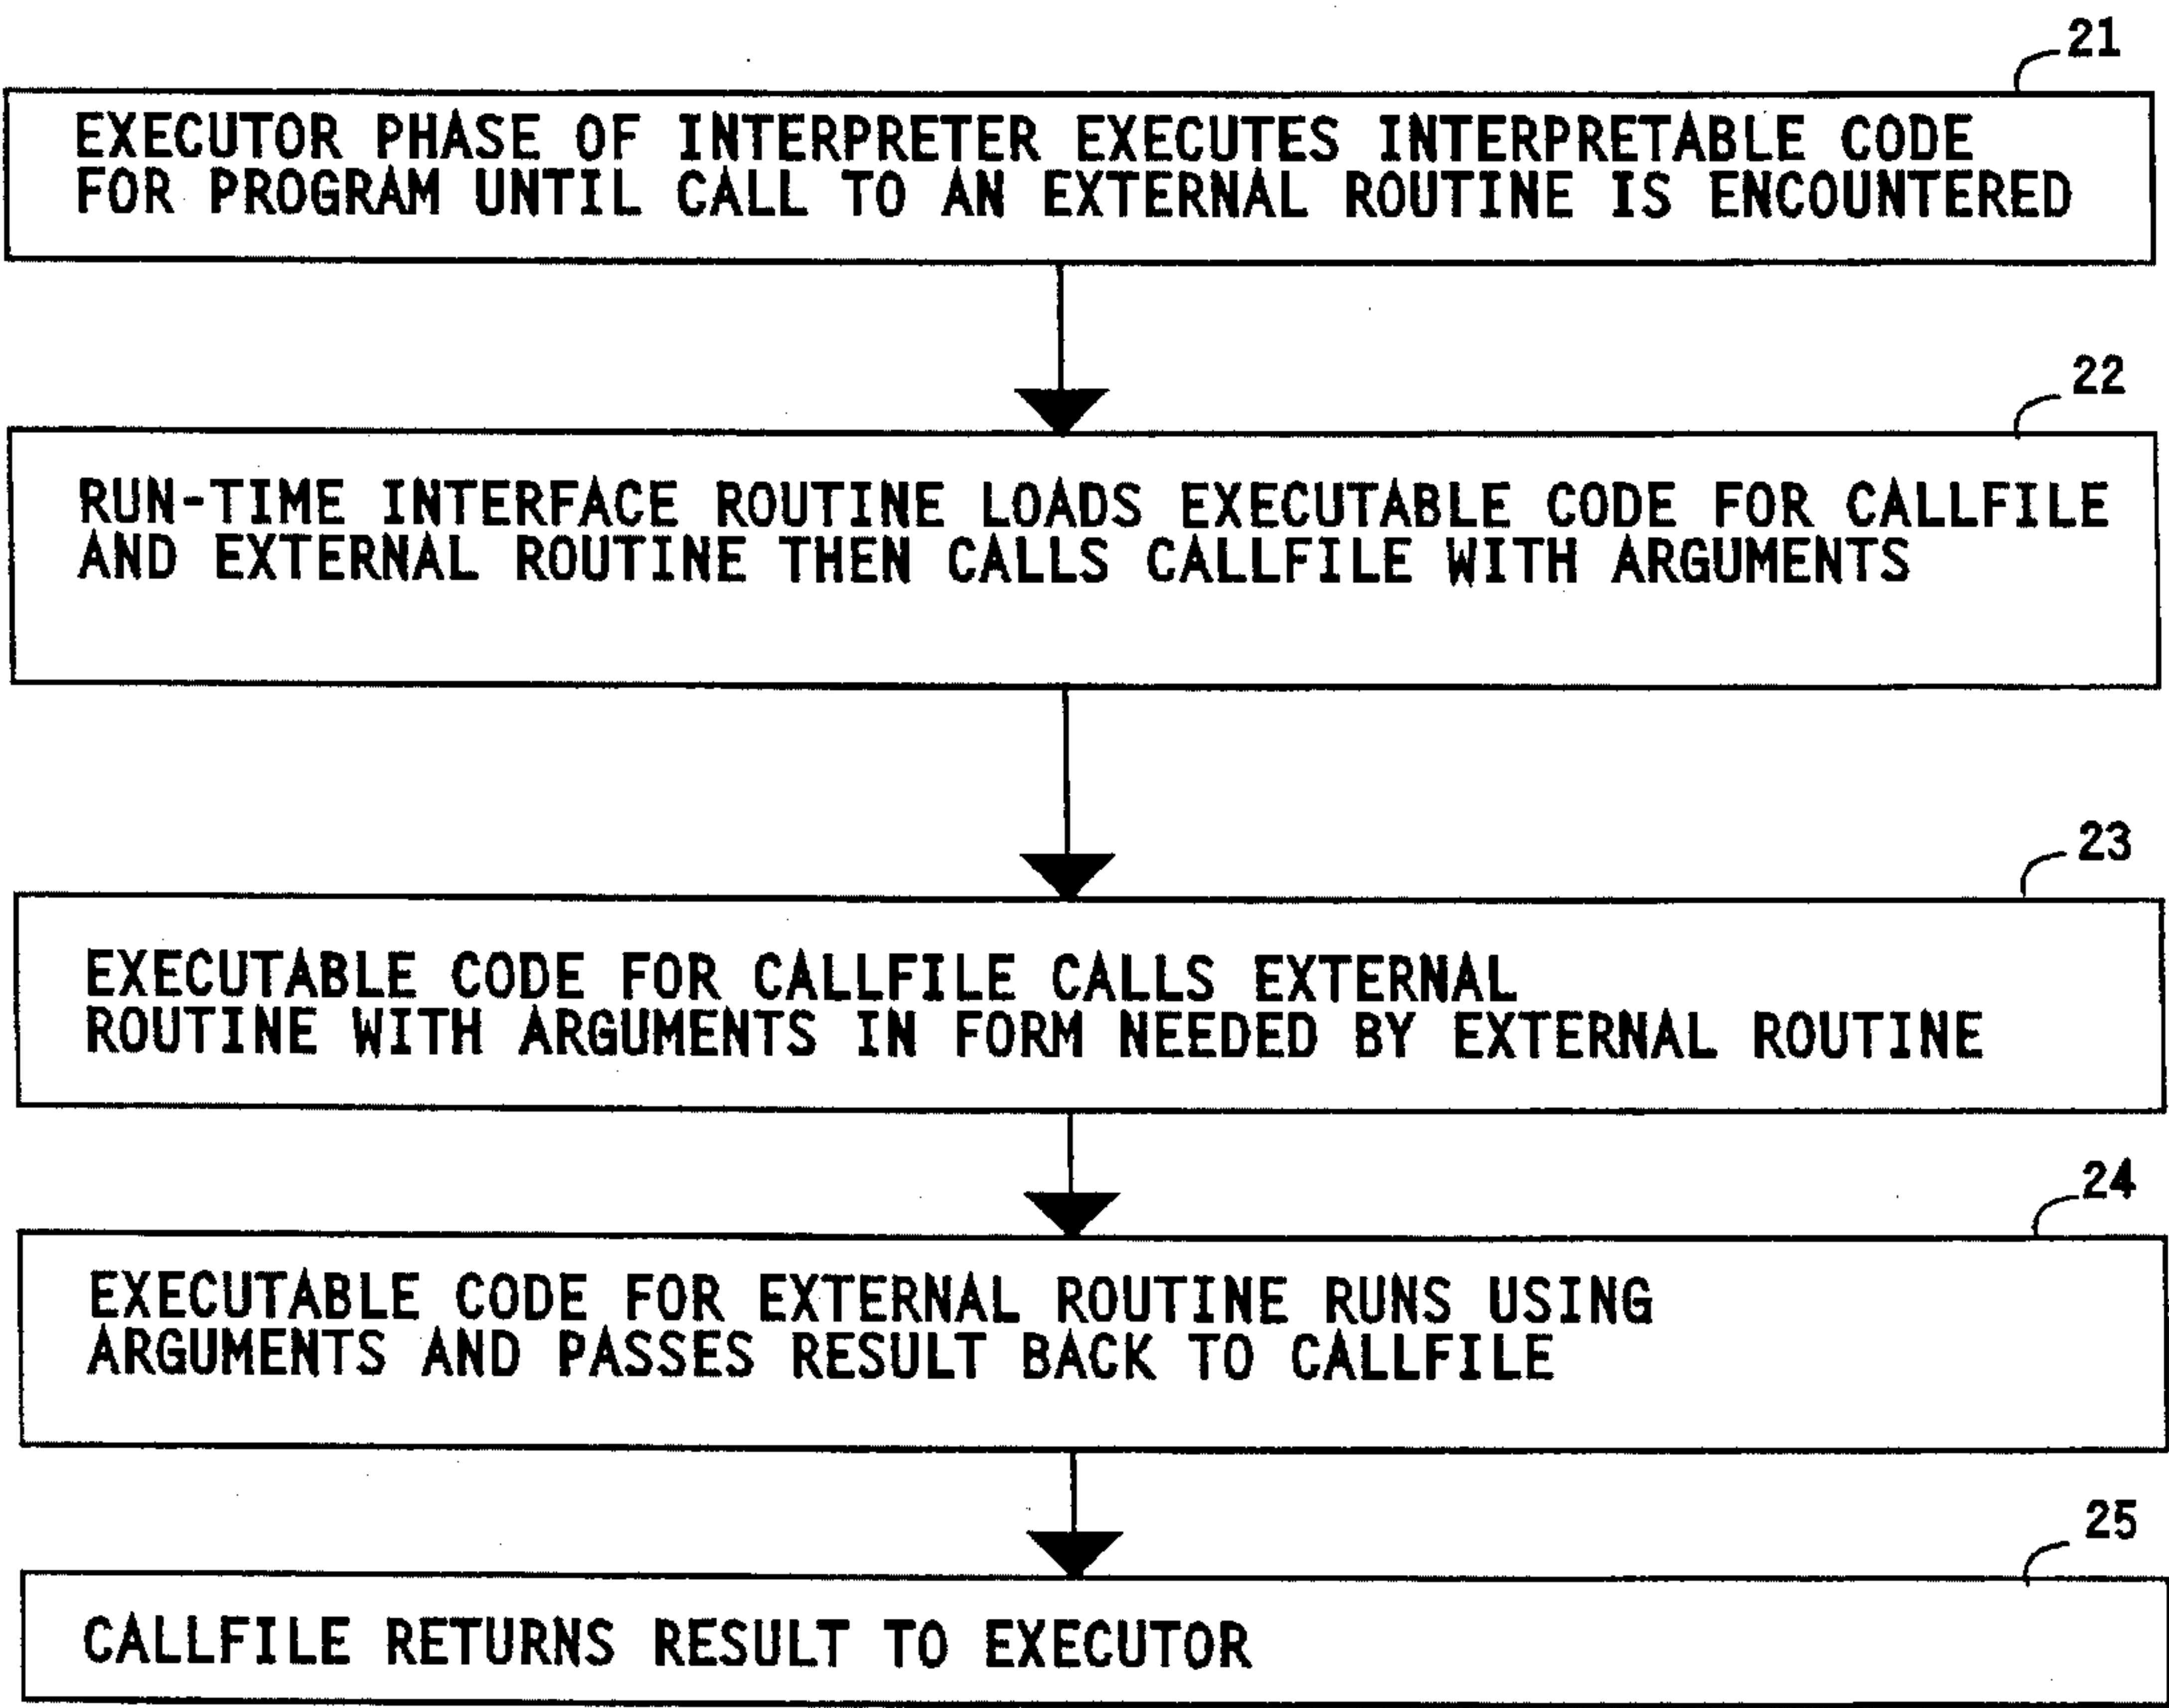 21
EXECUTOR PHASE OF INTERPRETER EXECUTES INTERPRETABLE CODE
FOR PROGRAM UNTIL CALL TO AN EXTERNAL ROUTINE IS ENCOUNTERED
22
RUN-TIME INTERFACE ROUTINE LOADS EXECUTABLE CODE FOR CALLFILE
AND EXTERNAL ROUTINE THEN CALLS CALLFILE WITH ARGUMENTS
23
EXECUTABLE CODE FOR CALLFILE CALLS EXTERNAL
ROUTINE WITH ARGUMENTS IN FORM NEEDED BY EXTERNAL ROUTINE
24
EXECUTABLE CODE FOR EXTERNAL ROUTINE RUNS USING
ARGUMENTS AND PASSES RESULT BACK TO CALLFILE
25
CALLFILE RETURNS RESULT TO EXECUTOR